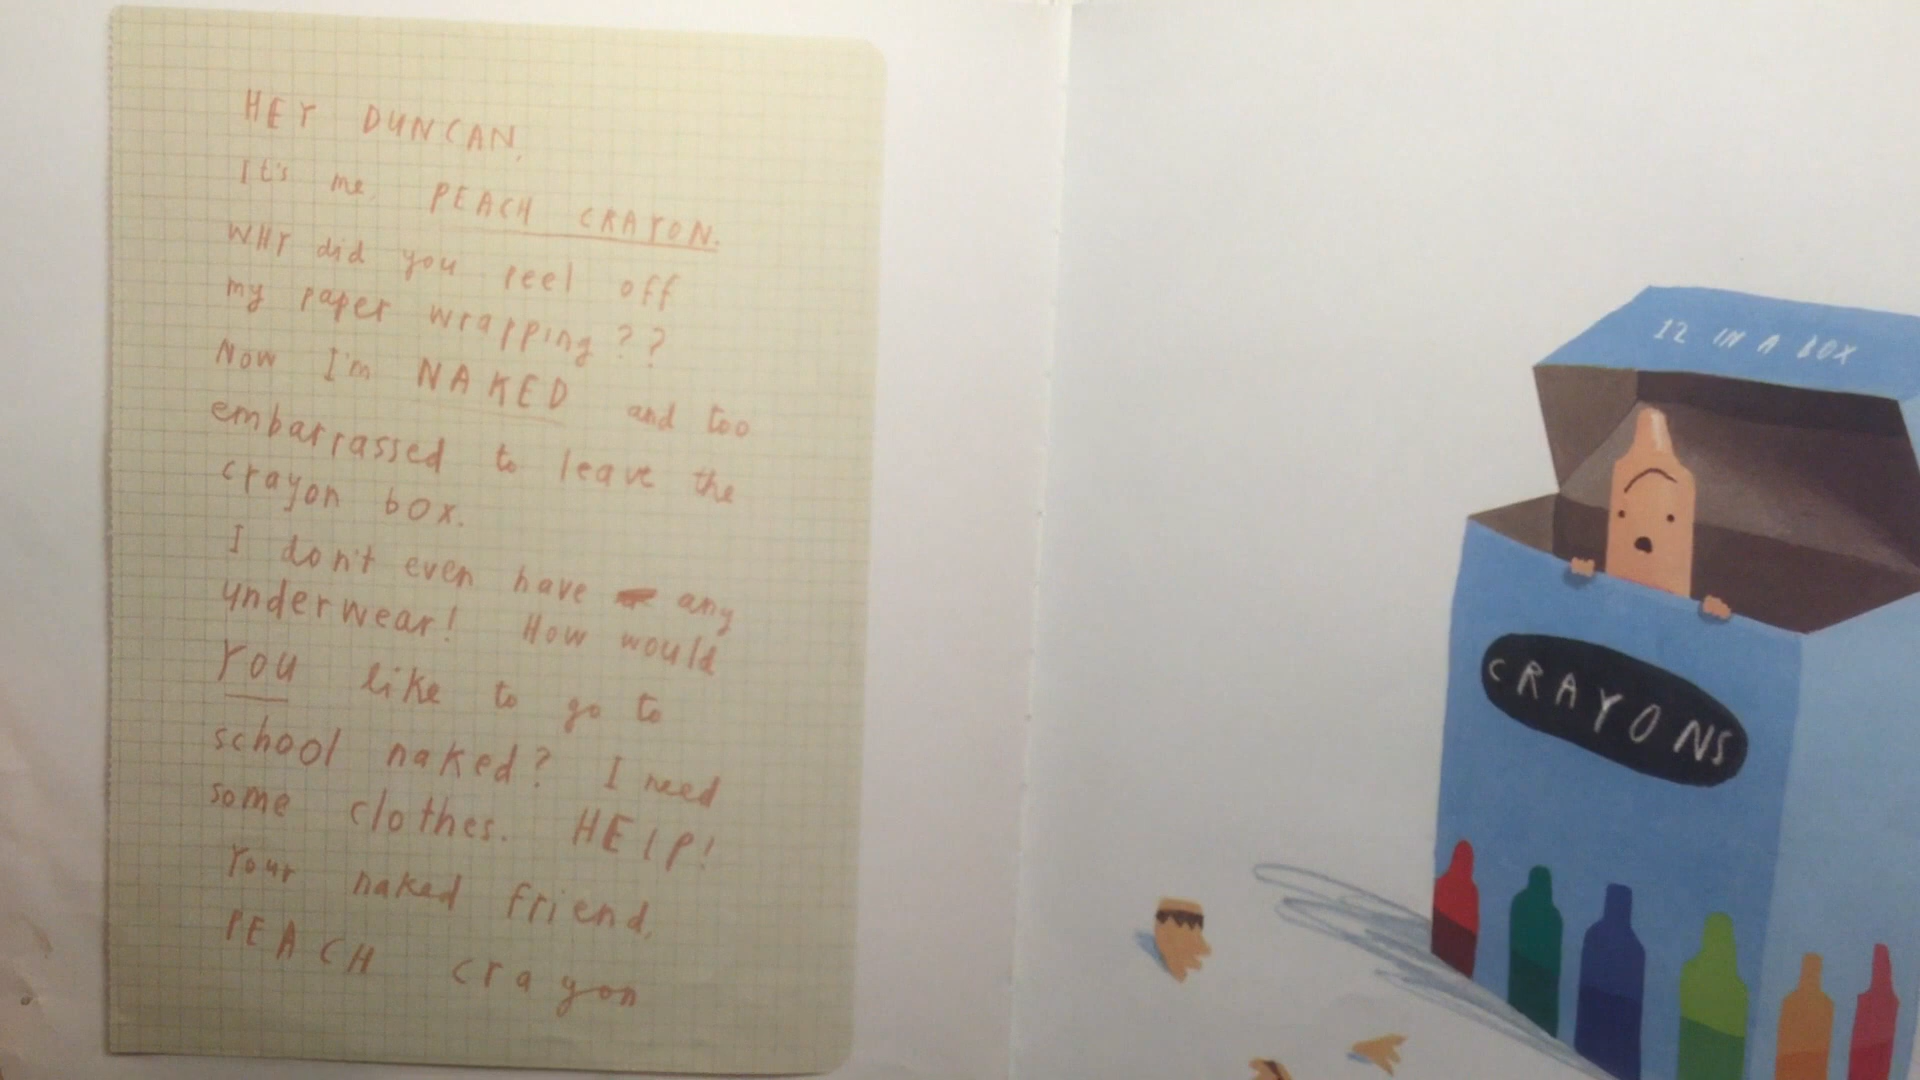 HEY DUNCAN,
It's me, PEACH CRAYON.
WHY did you peel off
my paper wrapping??
Now I'm NAKED and too
embarrassed to leave the
crayon box.
I don't even have any
underwear! How would
YOU like to go to
school naked? I need
some clothes. HElP!
Your naked friend,
PEACH crayon
12 IN A BOX
CRAYONS